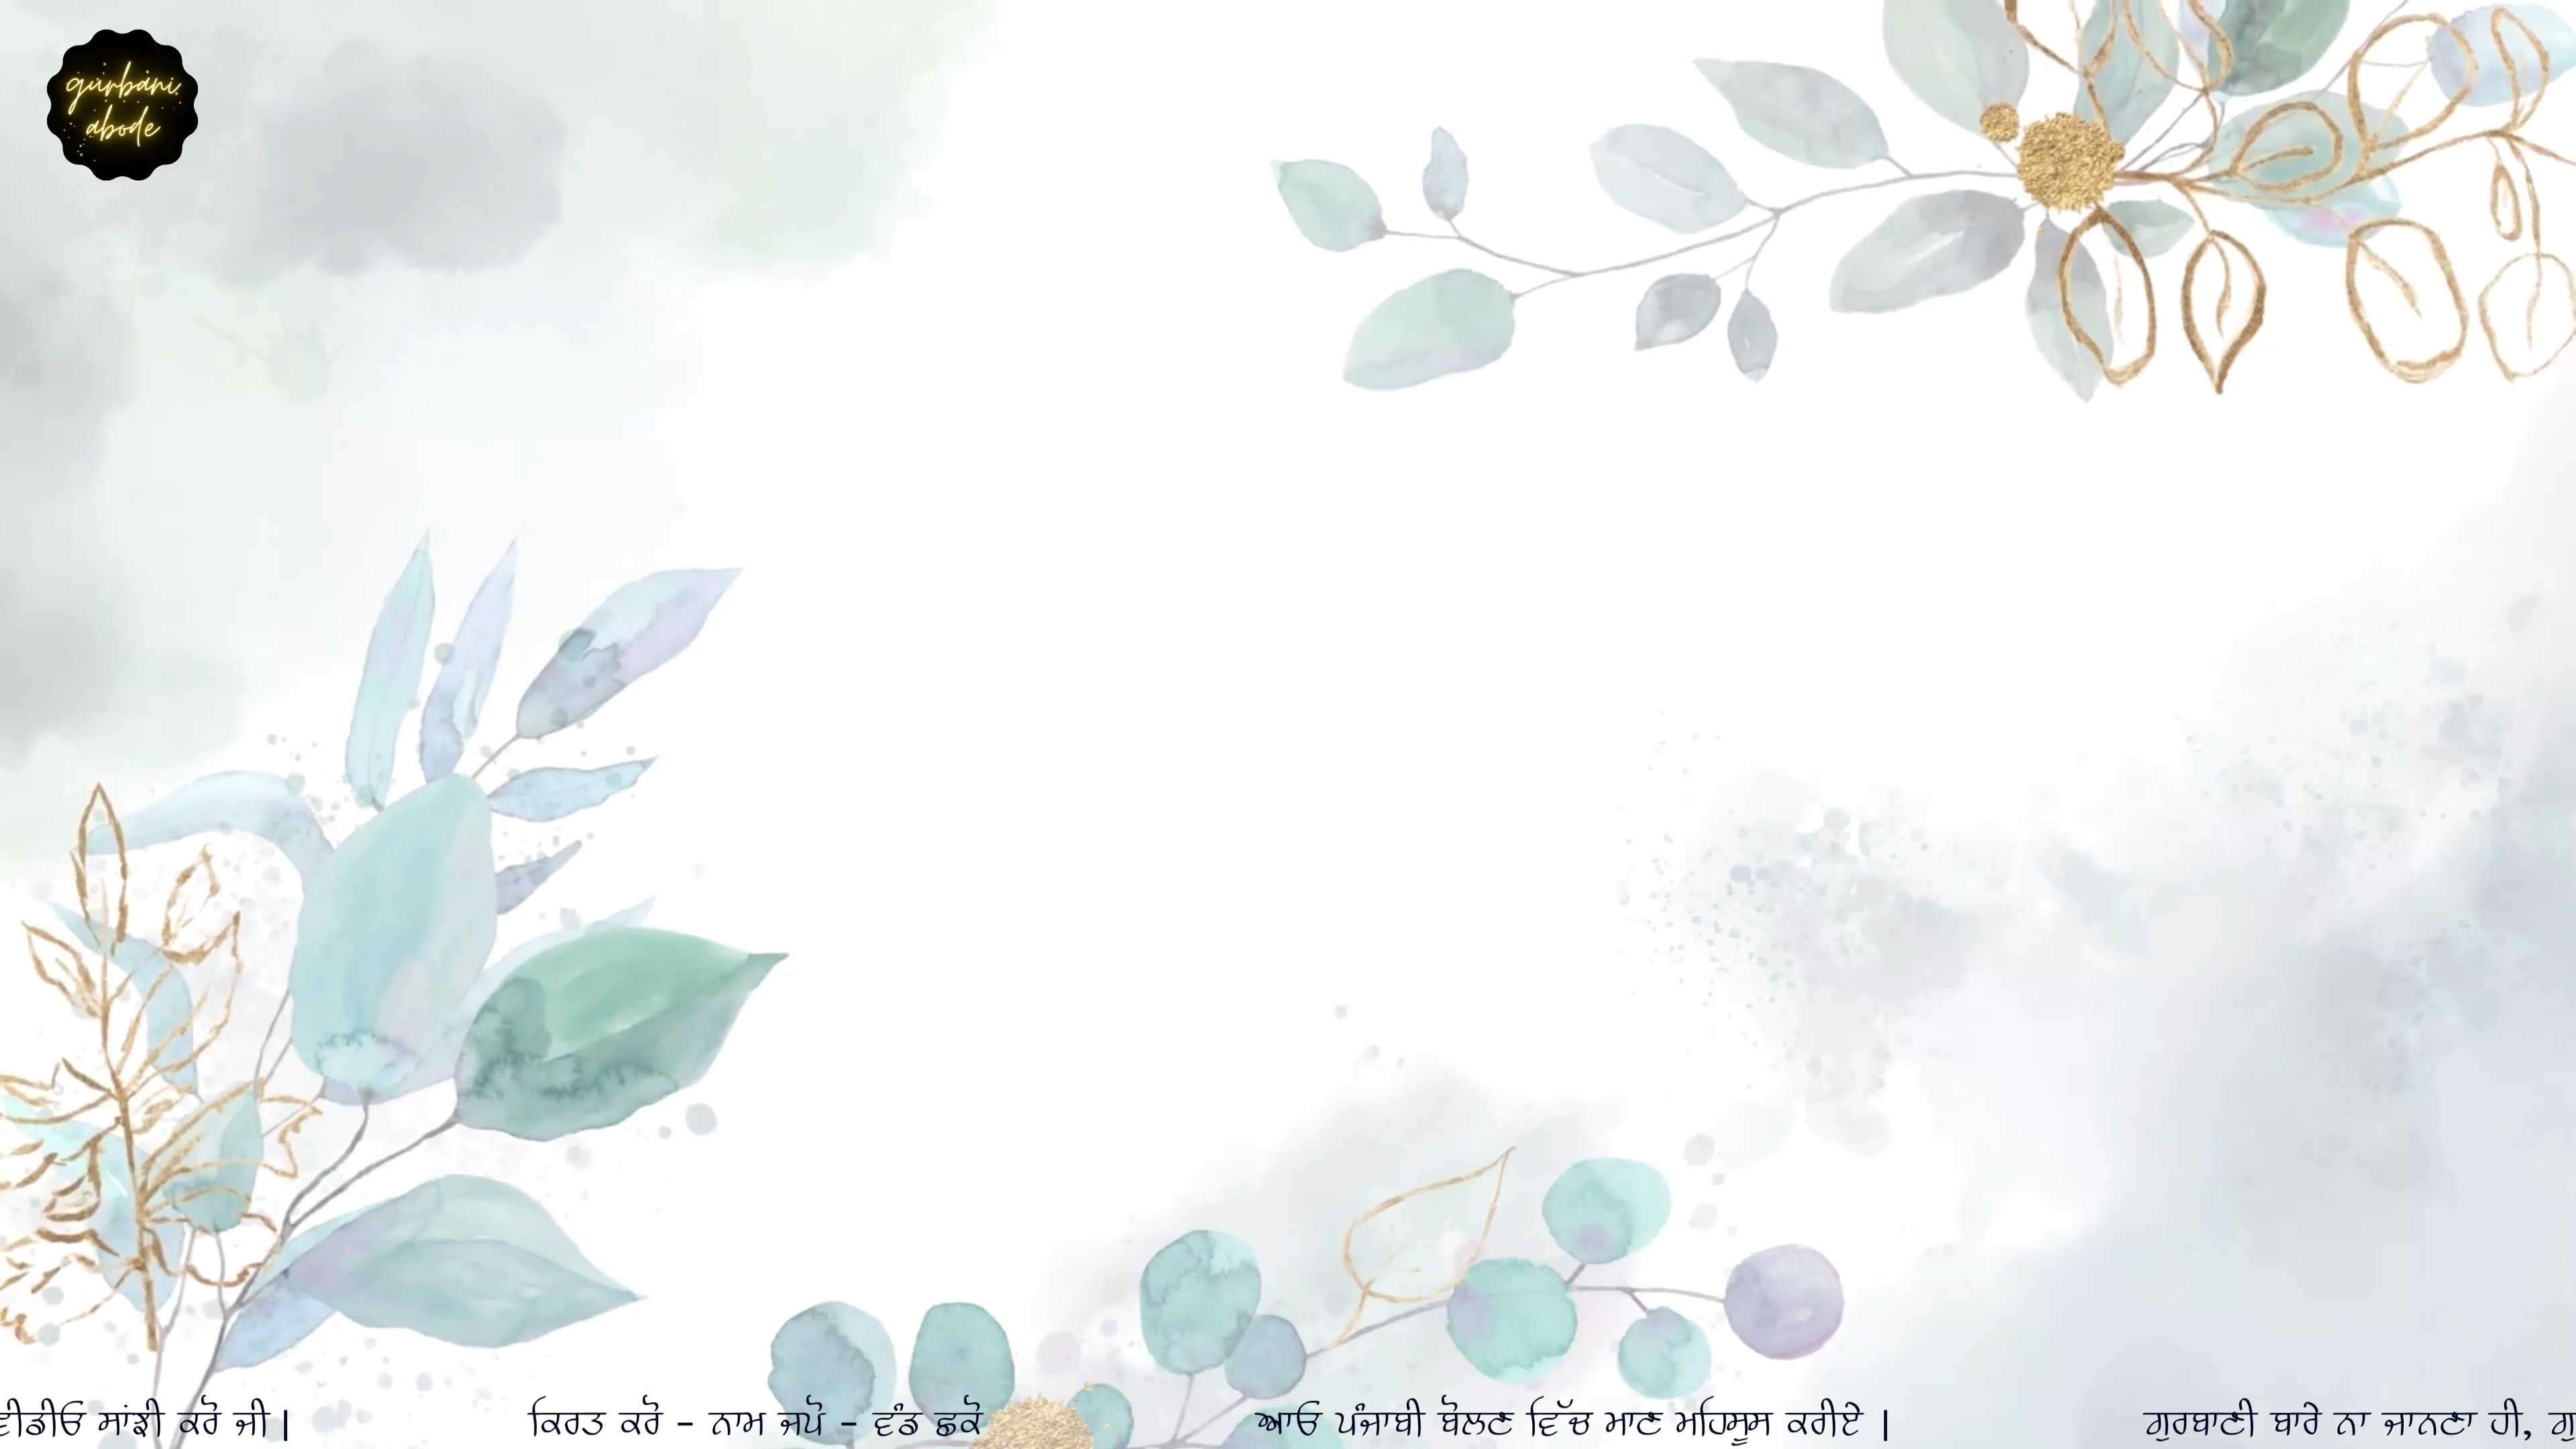 gurbani
abode
ਵੀਡੀਓ ਸਾਂਝੀ ਕਰੋ ਜੀ | ਕਿਰਤ ਕਰੋ - ਨਾਮ ਜਪੋ - ਵੰਡ ਛਕੋ ਆਓ ਪੰਜਾਬੀ ਬੋਲਣ ਵਿੱਚ ਮਾਣ ਮਹਿਸੂਸ ਕਰੀਏ | ਗੁਰਬਾਣੀ ਬਾਰੇ ਨਾ ਜਾਨਣਾ ਹੀ,